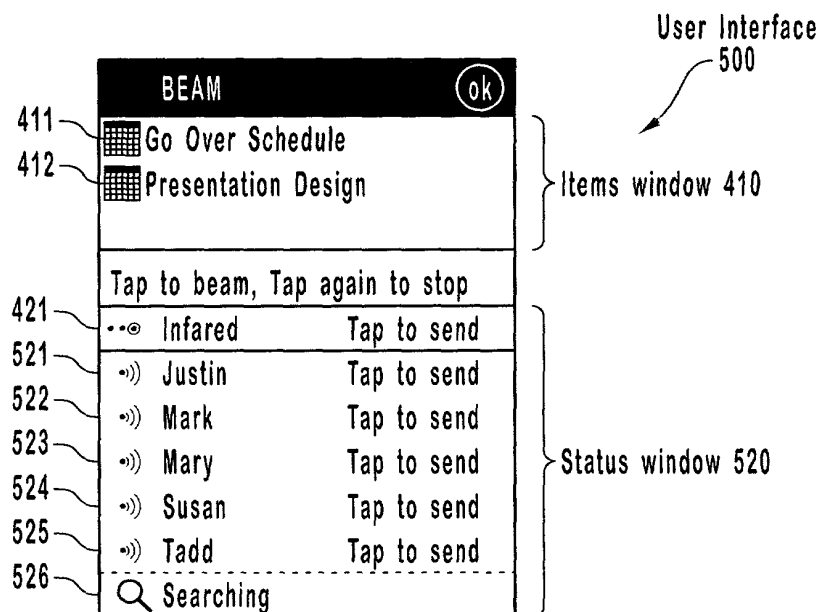 User Interface
500
BEAM ok
411 Go Over Schedule
412 Presentation Design
Items window 410
Tap to beam, Tap again to stop
421 Infared Tap to send
521 Justin Tap to send
522 Mark Tap to send
523 Mary Tap to send
Status window 520
524 Susan Tap to send
525 Tadd Tap to send
526 Searching